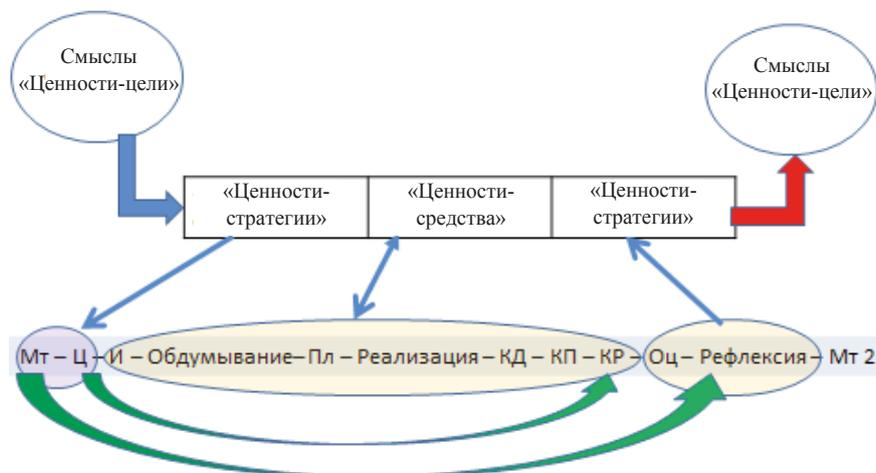 Смыслы
«Ценности-цели»
Смыслы
«Ценности-цели»
«Ценности-
стратегии»
«Ценности-
средства»
«Ценности-
стратегии»
Мт – Ц – И – Обдумывание– Пл – Реализация – КД – КП – КР – Оц – Рефлексия – Мт 2